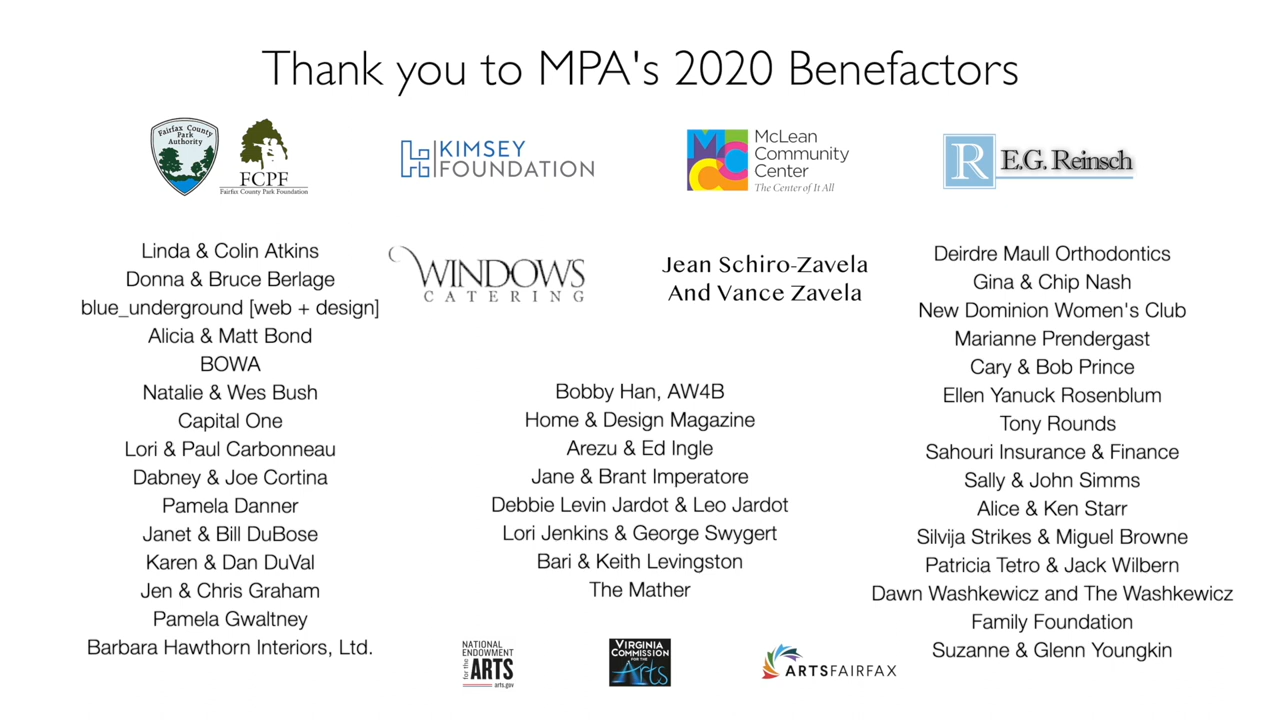 Thank you to MPA's 2020 Benefactors
Fairfax County
Park
Authority
FCPF
Fairfax County Park Foundation
KIMSEY
FOUNDATION
MCC
McLean
Community
Center
The Center of It All
R
E.G. Reinsch
Linda & Colin Atkins
Donna & Bruce Berlage
blue_underground [web + design]
Alicia & Matt Bond
BOWA
Natalie & Wes Bush
Capital One
Lori & Paul Carbonneau
Dabney & Joe Cortina
Pamela Danner
Janet & Bill DuBose
Karen & Dan DuVal
Jen & Chris Graham
Pamela Gwaltney
Barbara Hawthorn Interiors, Ltd.
WINDOWS
CATERING
Jean Schiro-Zavela
And Vance Zavela
Bobby Han, AW4B
Home & Design Magazine
Arezu & Ed Ingle
Jane & Brant Imperatore
Debbie Levin Jardot & Leo Jardot
Lori Jenkins & George Swygert
Bari & Keith Levingston
The Mather
Deirdre Maull Orthodontics
Gina & Chip Nash
New Dominion Women's Club
Marianne Prendergast
Cary & Bob Prince
Ellen Yanuck Rosenblum
Tony Rounds
Sahouri Insurance & Finance
Sally & John Simms
Alice & Ken Starr
Silvija Strikes & Miguel Browne
Patricia Tetro & Jack Wilbern
Dawn Washkewicz and The Washkewicz
Family Foundation
Suzanne & Glenn Youngkin
NATIONAL
ENDOWMENT
for the ARTS
arts.gov
VIRGINIA
COMMISSION
FOR THE
Arts
ARTSFAIRFAX